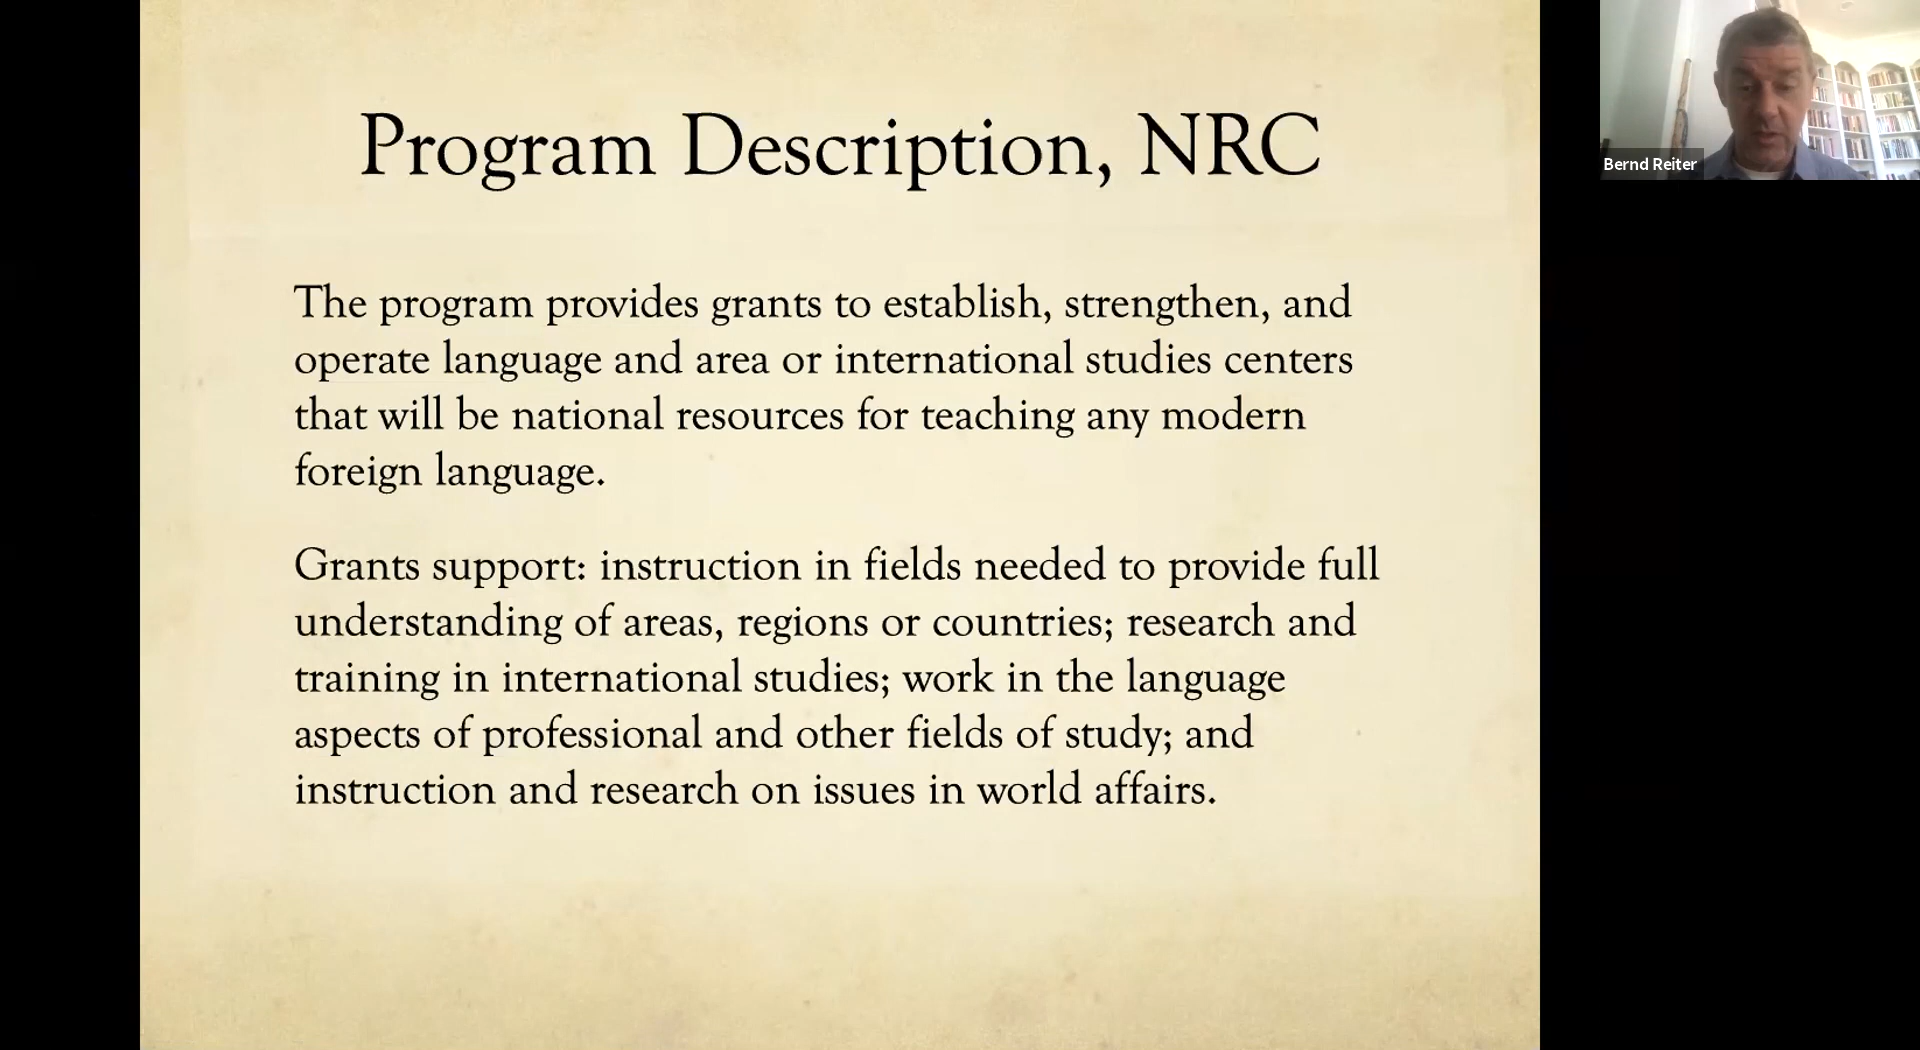 Program Description, NRC
The program provides grants to establish, strengthen, and
operate language and area or international studies centers
that will be national resources for teaching any modern
foreign language.
Grants support: instruction in fields needed to provide full
understanding of areas, regions or countries; research and
training in international studies; work in the language
aspects of professional and other fields of study; and
instruction and research on issues in world affairs.
Bernd Reiter